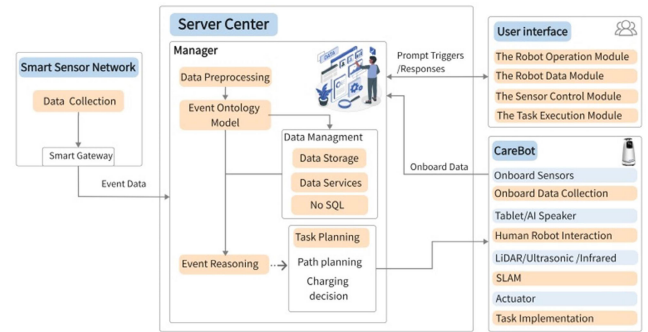 Smart Sensor Network
Data Collection
Smart Gateway
Event Data
Server Center
Manager
Data Preprocessing
Event Ontology
Model
Data Managment
Data Storage
Data Services
No SQL
Event Reasoning
Task Planning
Path planning
Charging
decision
DATA
Prompt Triggers
/Responses
Onboard Data
User interface
The Robot Operation Module
The Robot Data Module
The Sensor Control Module
The Task Execution Module
CareBot
Onboard Sensors
Onboard Data Collection
Tablet/AI Speaker
Human Robot Interaction
LiDAR/Ultrasonic /Infrared
SLAM
Actuator
Task Implementation